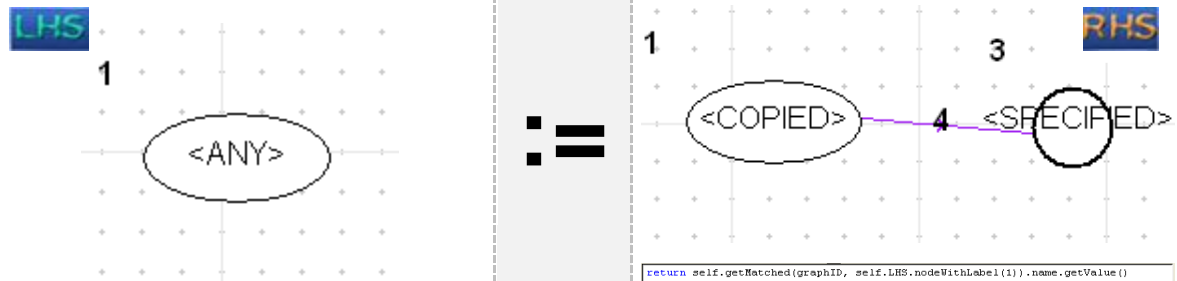 LHS
1
<ANY>
:=
RHS
1
3
<COPIED>
4
<SPECIFIED>
return self.getMatched(graphID, self.LHS.nodeWithLabel(1)).name.getValue()